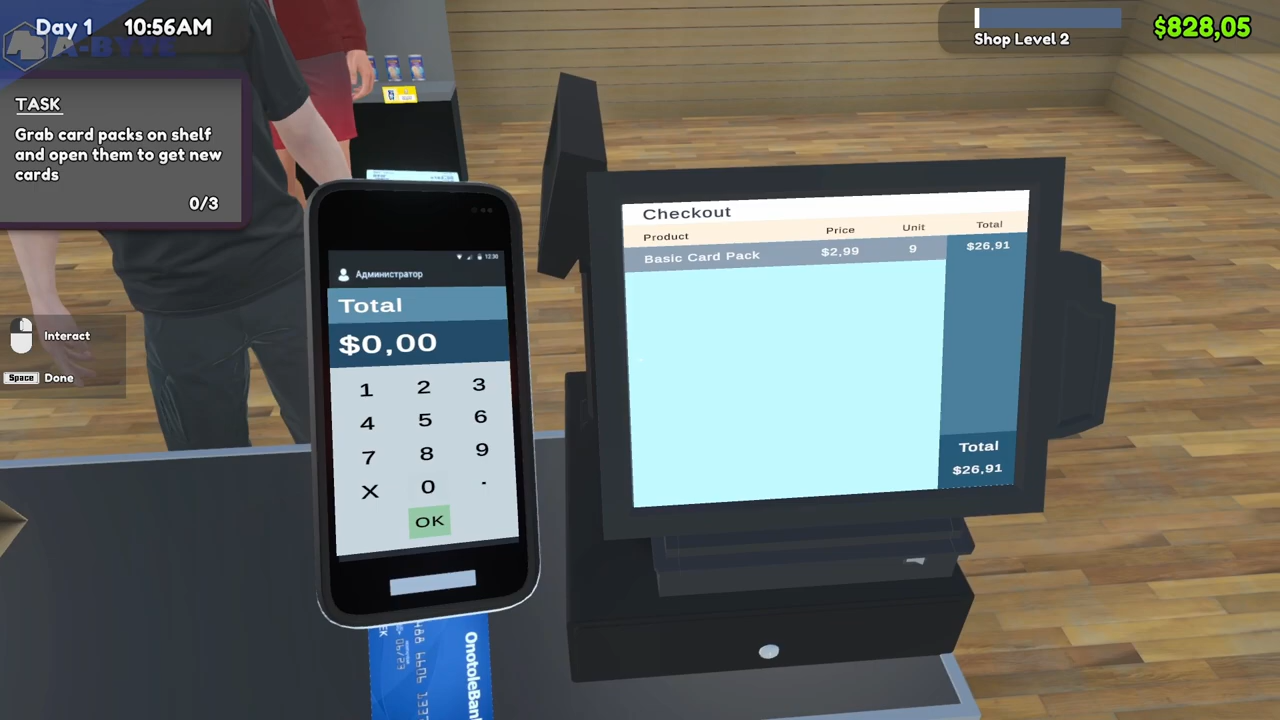 Day 1 10:56AM
A-BYTE
Shop Level 2
$828,05
TASK
Grab card packs on shelf
and open them to get new
cards
0/3
Interact
Space Done
12:30
Администратор
Total
$0,00
1 2 3
4 5 6
7 8 9
X 0 .
OK
OnotoleBank
Checkout
Product Price Unit Total
Basic Card Pack $2,99 9 $26,91
Total
$26,91